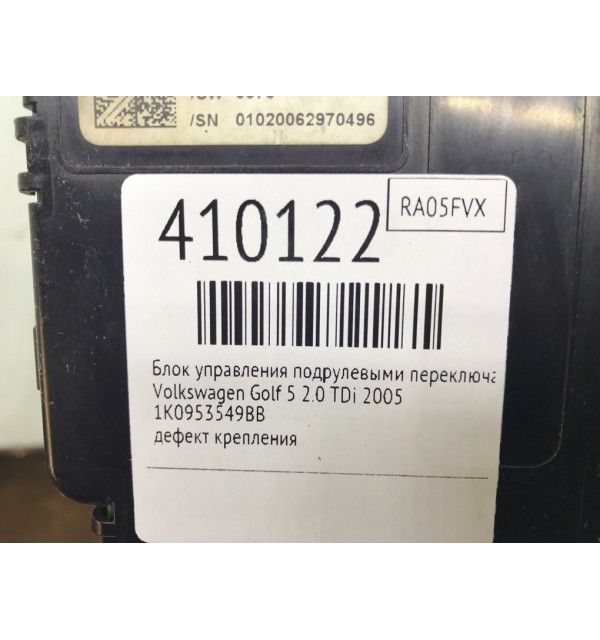 /SN 01020062970496
410122
RA05FVX
Блок управления подрулевыми переключа
Volkswagen Golf 5 2.0 TDi 2005
1K0953549BB
дефект крепления